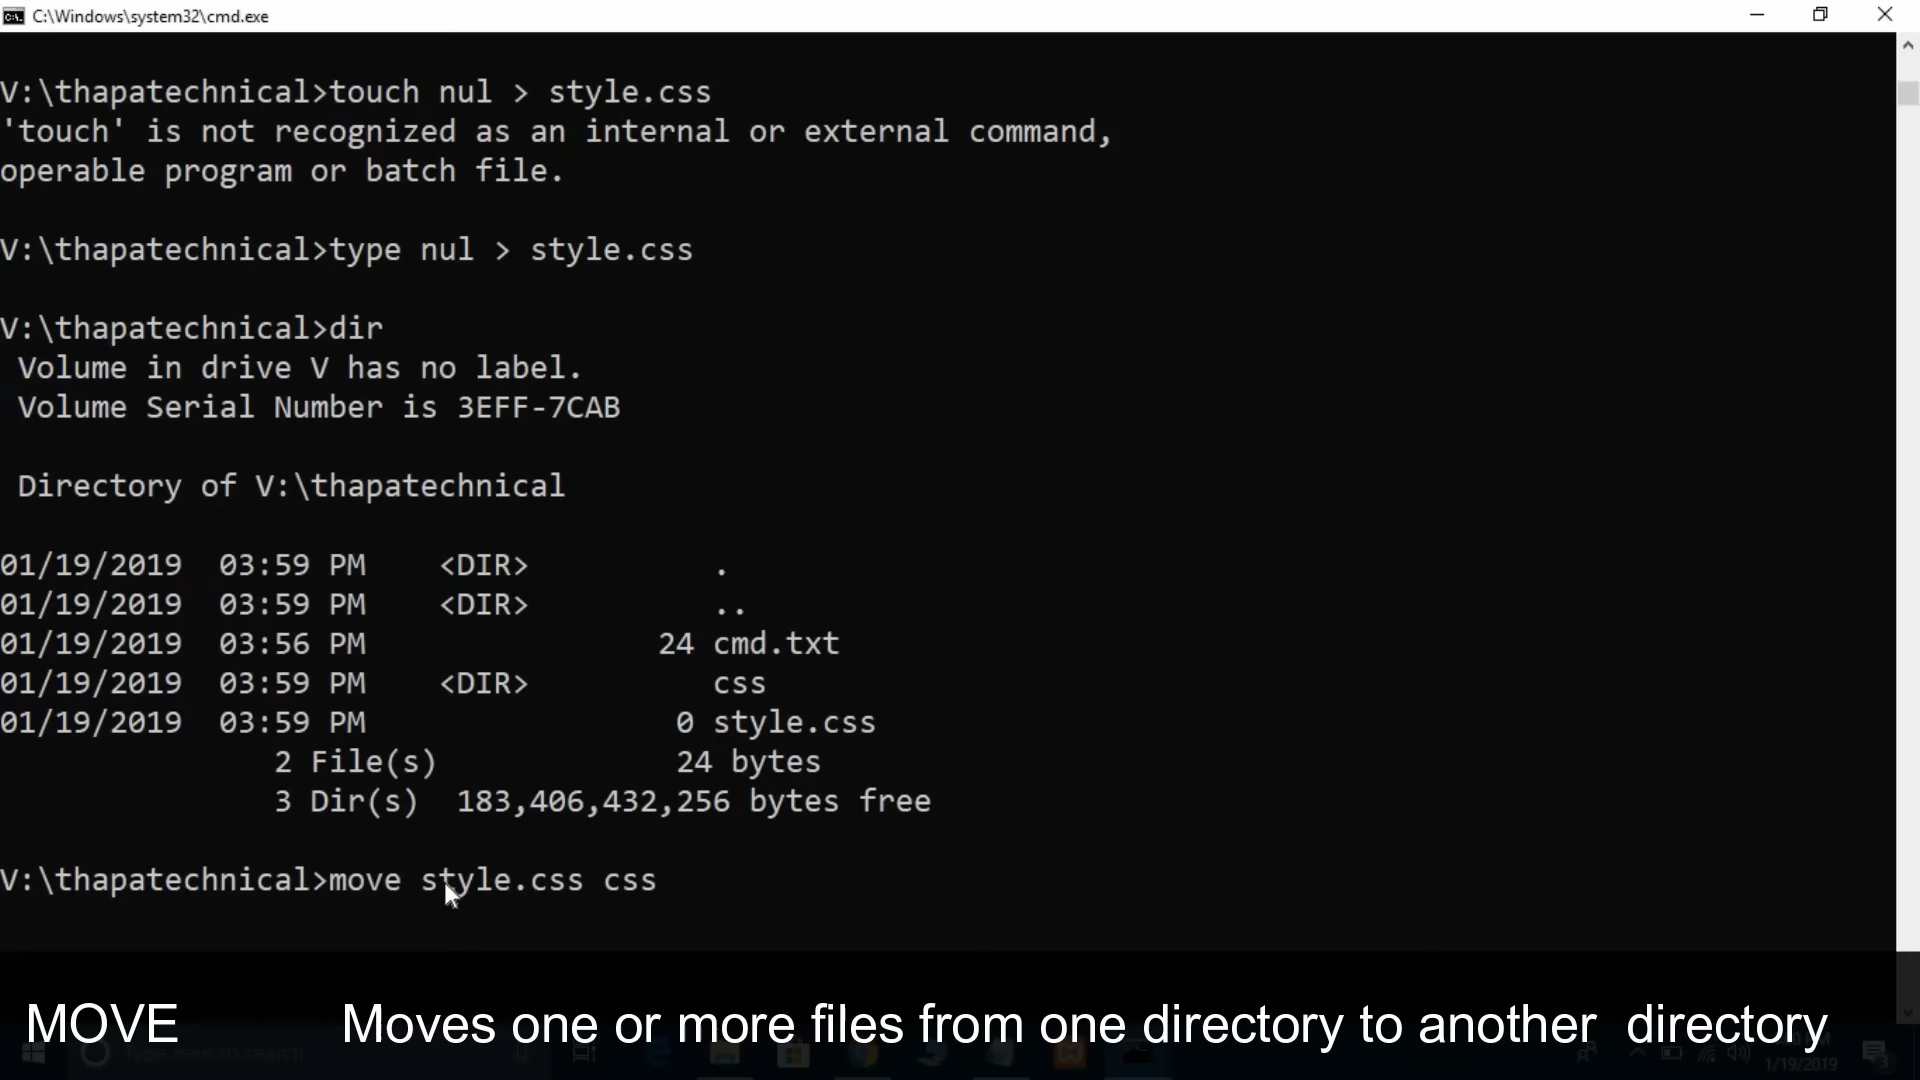 C:\Windows\system32\cmd.exe
V:\thapatechnical>touch nul > style.css
'touch' is not recognized as an internal or external command,
operable program or batch file.
V:\thapatechnical>type nul > style.css
V:\thapatechnical>dir
Volume in drive V has no label.
Volume Serial Number is 3EFF-7CAB
Directory of V:\thapatechnical
01/19/2019 03:59 PM <DIR> .
01/19/2019 03:59 PM <DIR> ..
01/19/2019 03:56 PM 24 cmd.txt
01/19/2019 03:59 PM <DIR> css
01/19/2019 03:59 PM 0 style.css
2 File(s) 24 bytes
3 Dir(s) 183,406,432,256 bytes free
V:\thapatechnical>move style.css css
MOVE Moves one or more files from one directory to another directory
1/19/2019